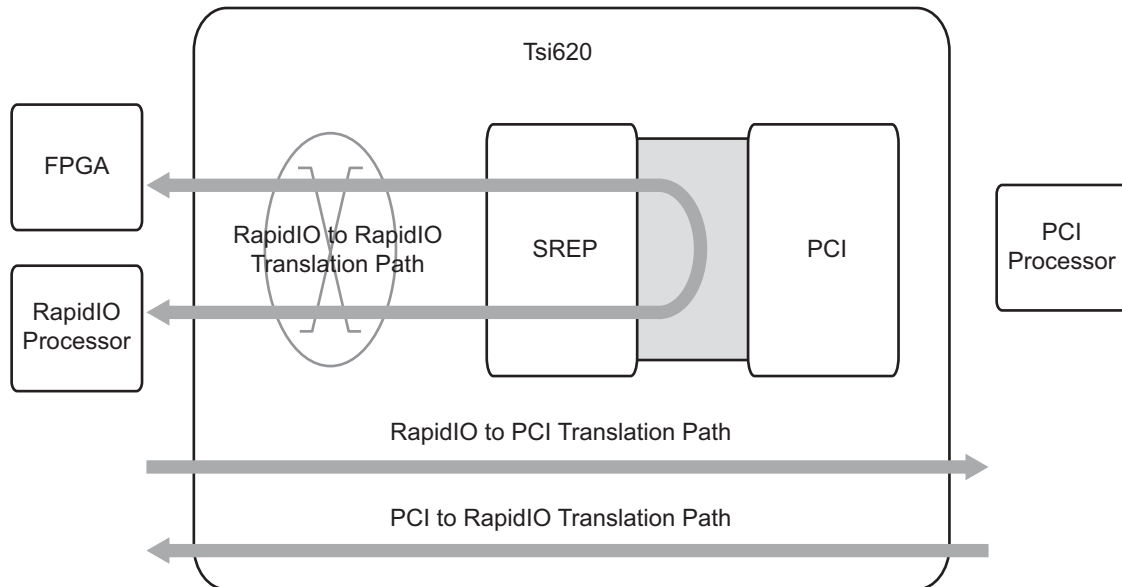 Tsi620
FPGA
RapidIO to RapidIO
Translation Path
SREP
PCI
PCI
Processor
RapidIO
Processor
RapidIO to PCI Translation Path
PCI to RapidIO Translation Path